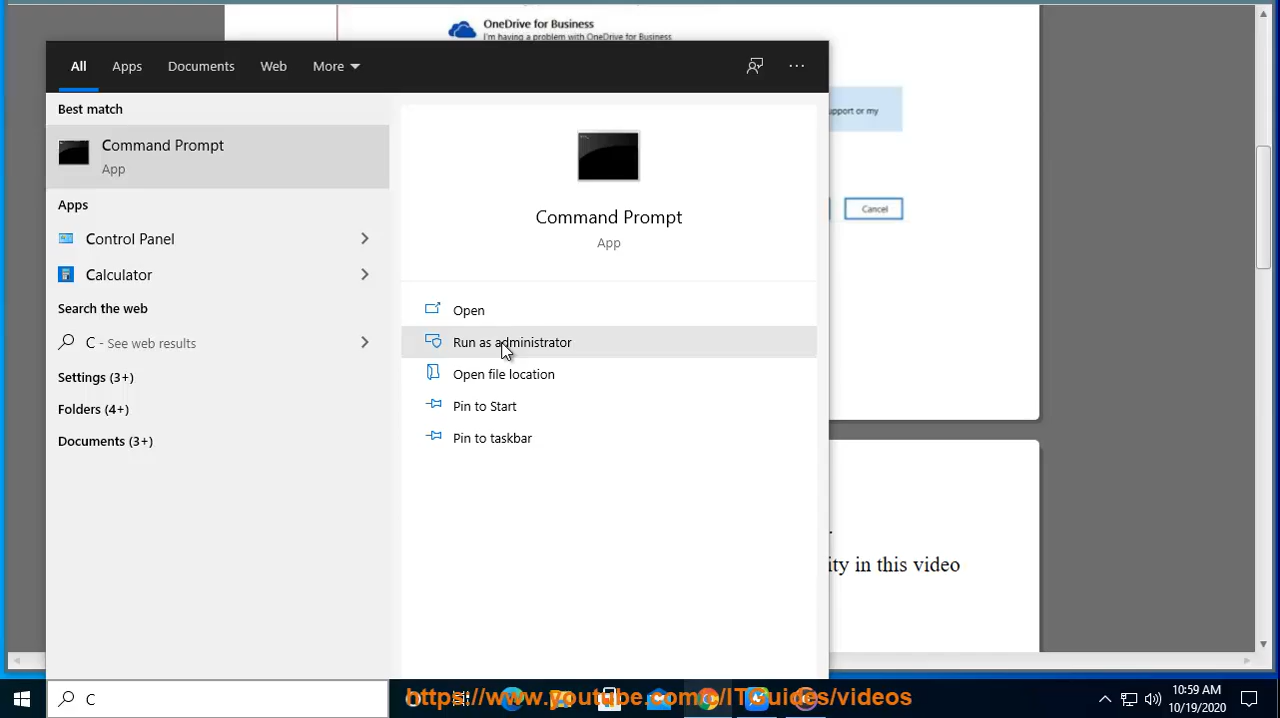 OneDrive for Business
I'm having a problem with OneDrive for Business.
All Apps Documents Web More
Best match
Command Prompt
App
Apps
Control Panel
Calculator
Search the web
C - See web results
Settings (3+)
Folders (4+)
Documents (3+)
Command Prompt
App
Open
Run as administrator
Open file location
Pin to Start
Pin to taskbar
support or my
Cancel
ity in this video
C
https://www.youtube.com/c/ITGuides/videos
10:59 AM
10/19/2020